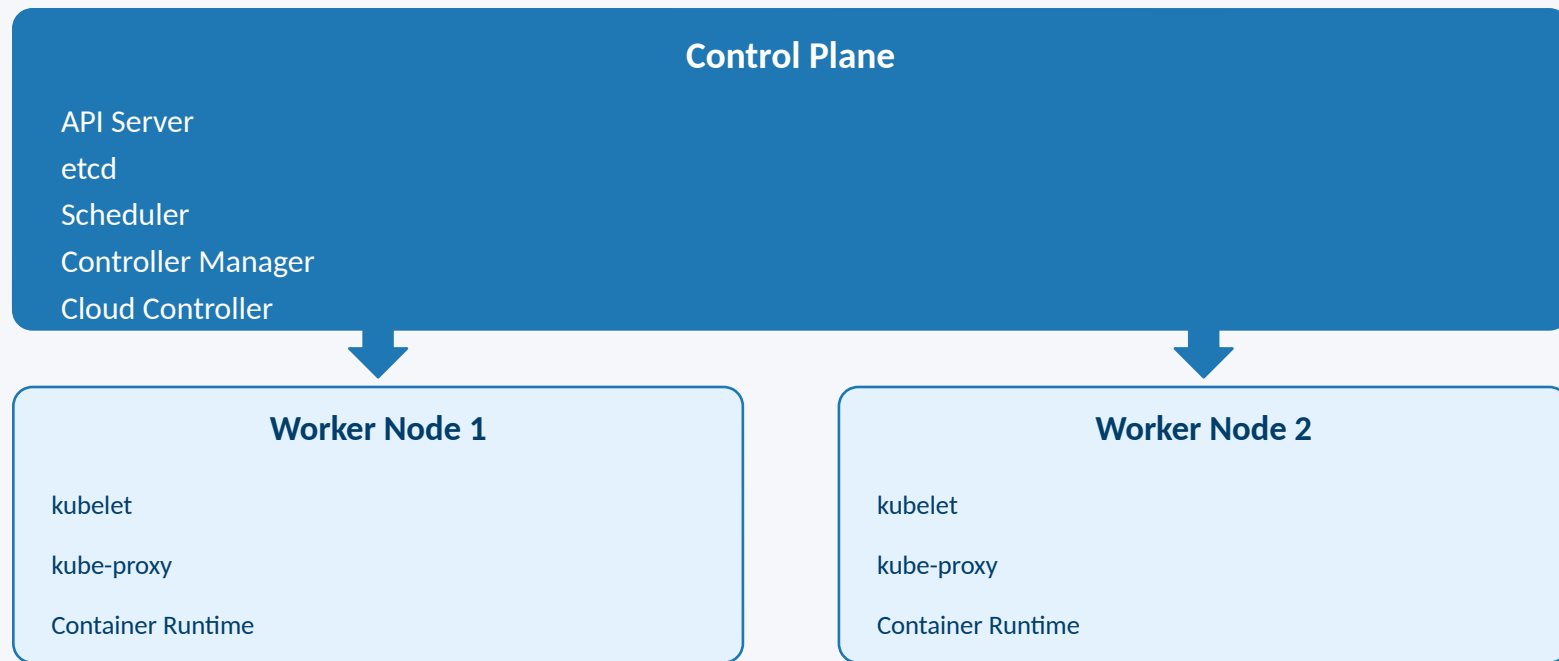 Control Plane
API Server
etcd
Scheduler
Controller Manager
Cloud Controller
Worker Node 1
kubelet
kube-proxy
Container Runtime
Worker Node 2
kubelet
kube-proxy
Container Runtime